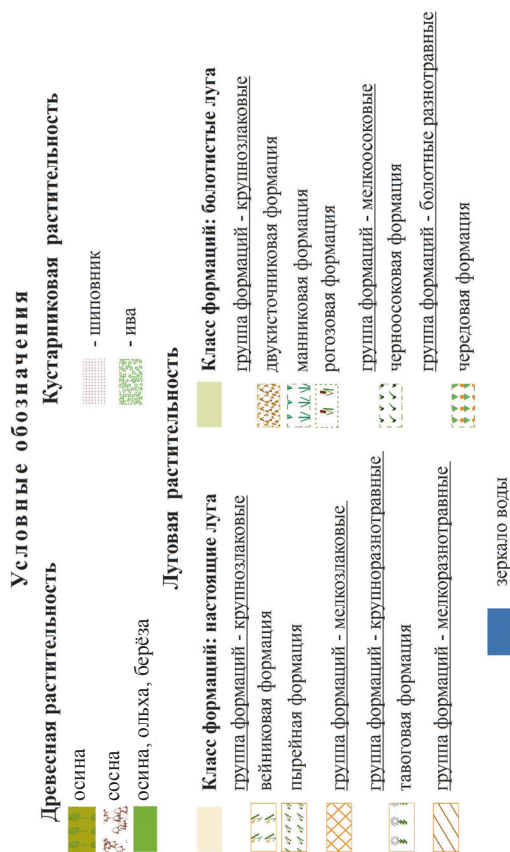 Условные обозначения
Древесная растительность
осина
сосна
осина, ольха, берёза
Кустарниковая растительность
- шиповник
- ива
Луговая растительность
Класс формаций: настоящие луга
группа формаций - крупнозлаковые
всйниковая формация
пырейная формация
группа формаций - мелкозлаковые
группа формаций - крупноразнотравные
тавоговая формация
группа формаций - мелкоразнотравные
Класс формаций: болотистые луга
группа формаций - крупнозлаковые
двукисточниковая формация
манниковая формация
рогозовая формация
группа формаций - мелкоосоковые
черноосоковая формация
группа формаций - болотные разнотравные
чередовая формация
зеркало воды